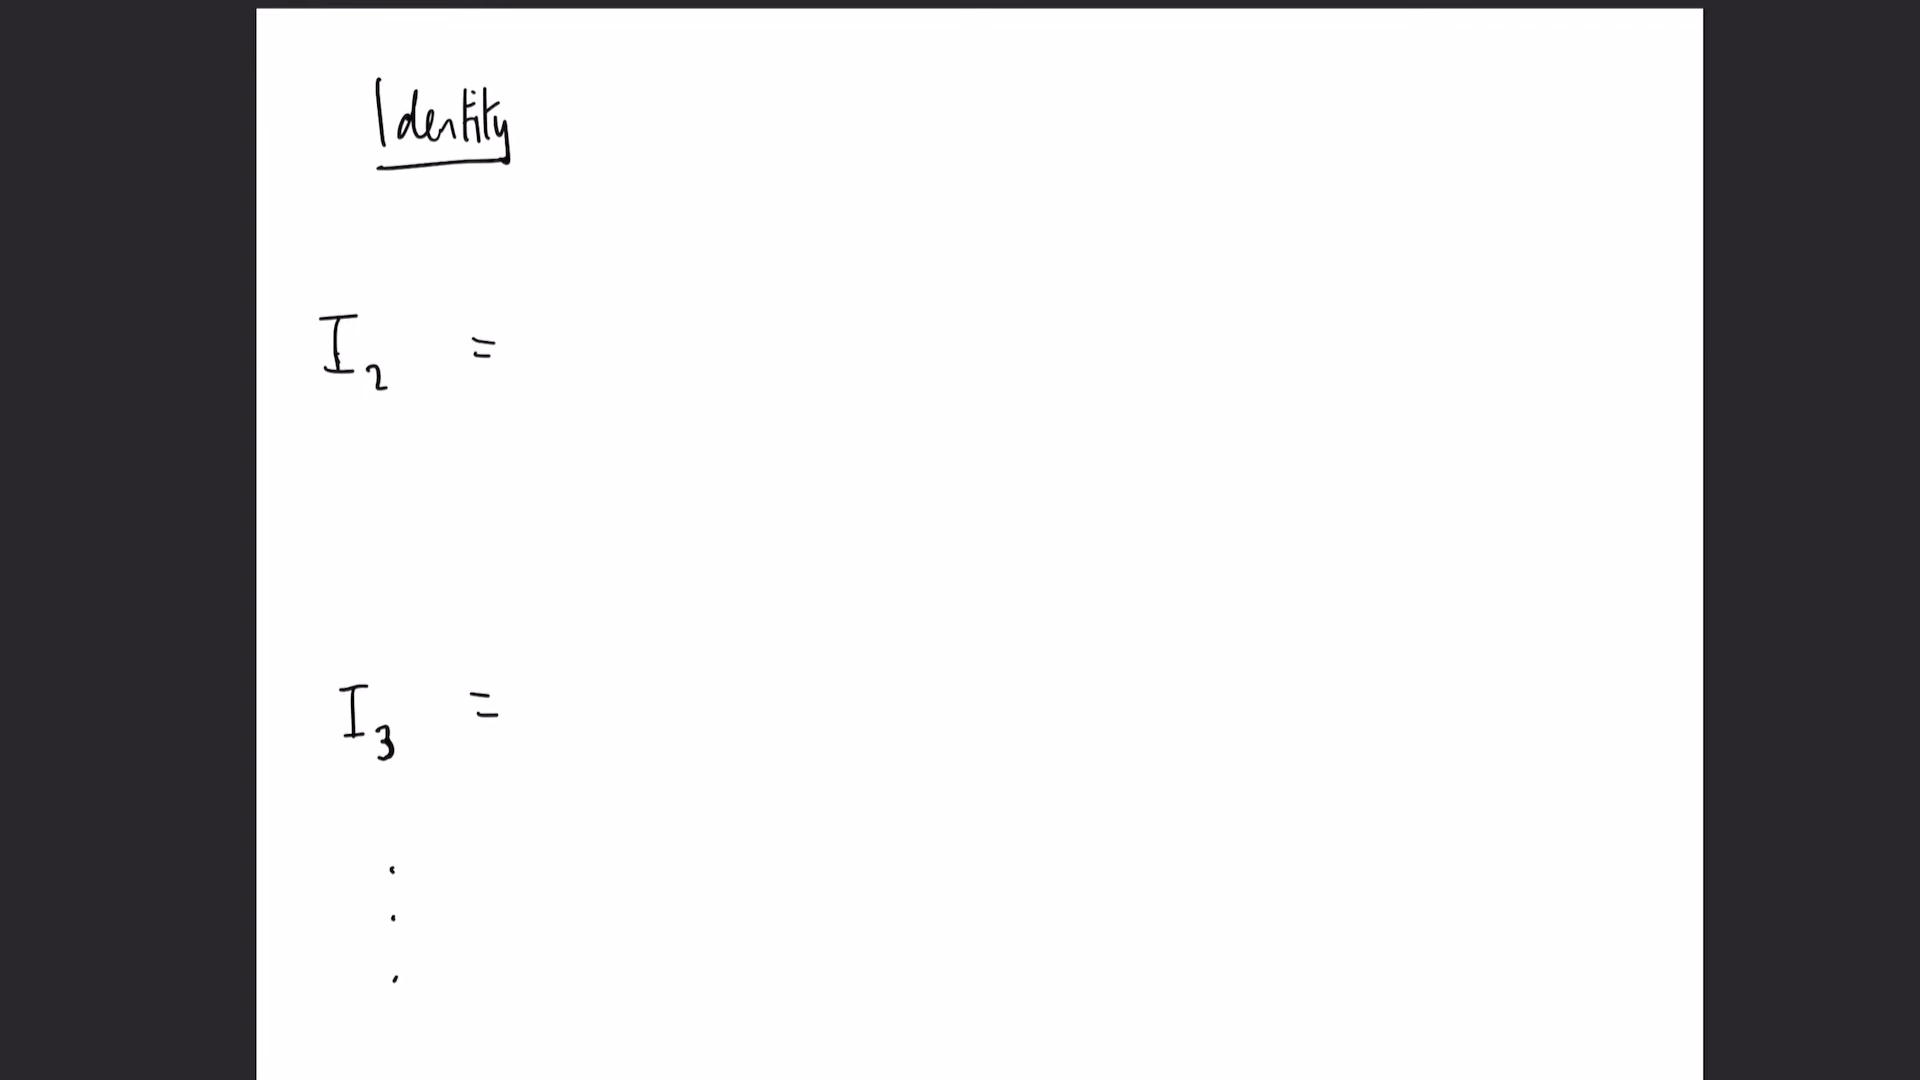 Identity
I₂ =
I₃ =
.
.
.